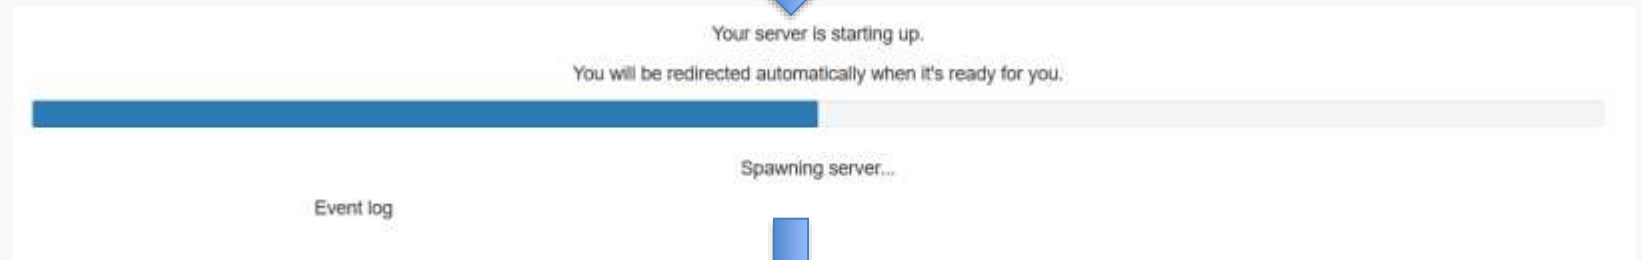 Your server is starting up.
You will be redirected automatically when it's ready for you.
Spawning server...
Event log